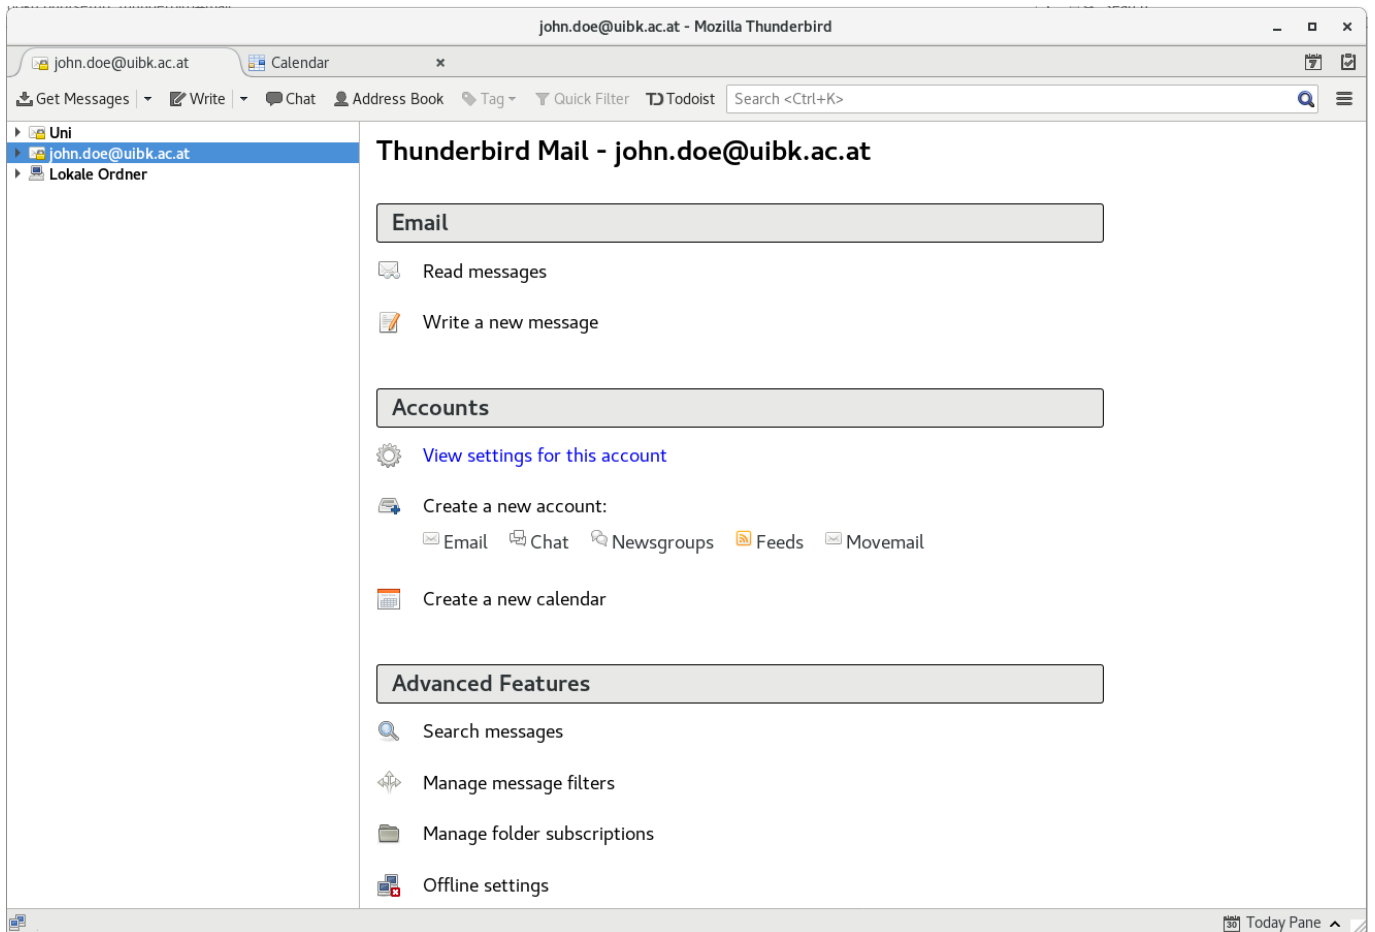 john.doe@uibk.ac.at - Mozilla Thunderbird
john.doe@uibk.ac.at Calendar
Get Messages Write Chat Address Book Tag Quick Filter Todoist Search <Ctrl+K>
Uni
john.doe@uibk.ac.at
Lokale Ordner
Thunderbird Mail - john.doe@uibk.ac.at
Email
Read messages
Write a new message
Accounts
View settings for this account
Create a new account:
Email Chat Newsgroups Feeds Movemail
Create a new calendar
Advanced Features
Search messages
Manage message filters
Manage folder subscriptions
Offline settings
30 Today Pane